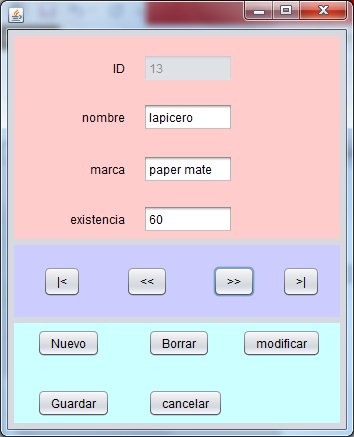 ID 13
nombre lapicero
marca paper mate
existencia 60
|< << >> >|
Nuevo Borrar modificar
Guardar cancelar